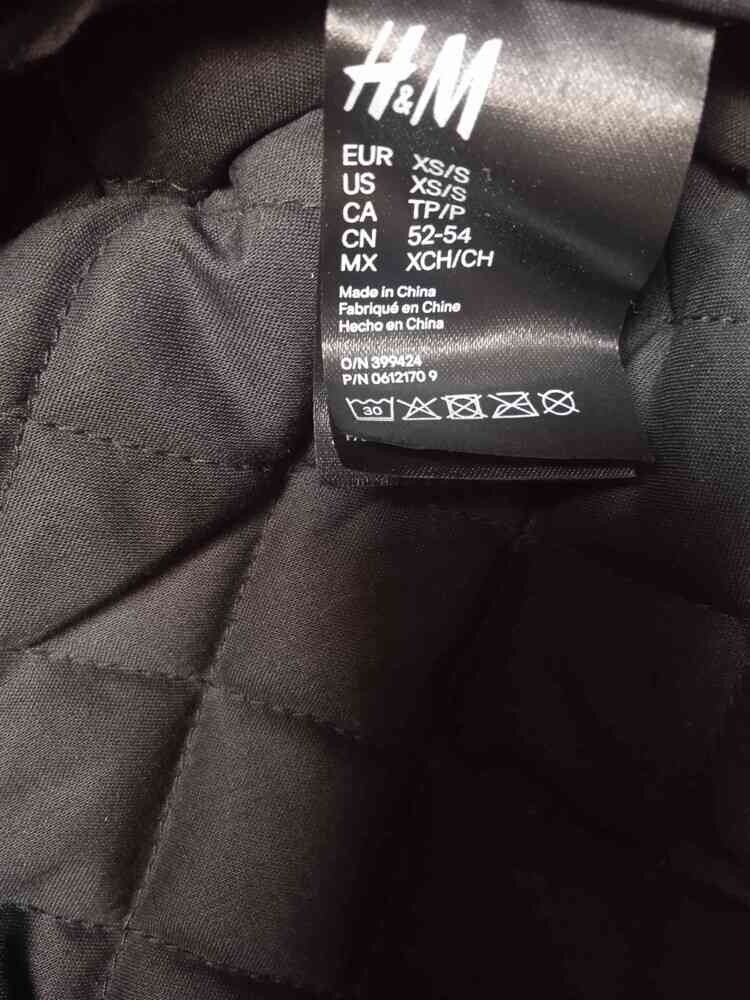 H&M
EUR XS/S
US XS/S
CA TP/P
CN 52-54
MX XCH/CH
Made in China
Fabriqué en Chine
Hecho en China
O/N 399424
P/N 0612170 9
30